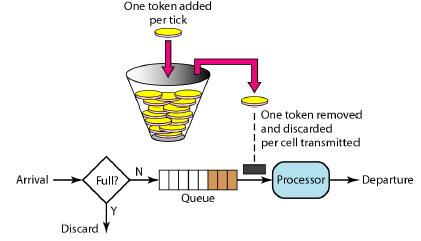 One token added
per tick
One token removed
and discarded
per cell transmitted
Arrival
Full?
N
Queue
Processor
Departure
Y
Discard